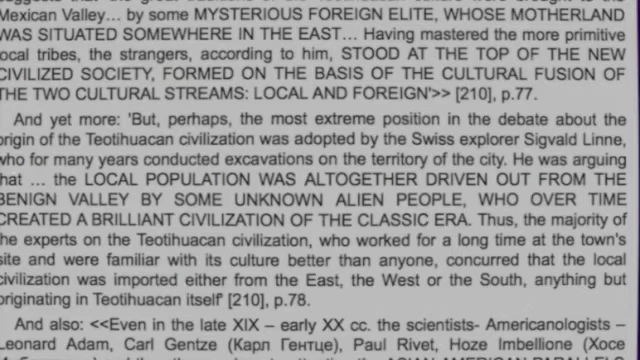 suggests that the great traditions of the Teotihuacan culture were brought to the
Mexican Valley... by some MYSTERIOUS FOREIGN ELITE, WHOSE MOTHERLAND
WAS SITUATED SOMEWHERE IN THE EAST... Having mastered the more primitive
local tribes, the strangers, according to him, STOOD AT THE TOP OF THE NEW
CIVILIZED SOCIETY, FORMED ON THE BASIS OF THE CULTURAL FUSION OF
THE TWO CULTURAL STREAMS: LOCAL AND FOREIGN'>> [210], p.77.
And yet more: 'But, perhaps, the most extreme position in the debate about the
origin of the Teotihuacan civilization was adopted by the Swiss explorer Sigvald Linne,
who for many years conducted excavations on the territory of the city. He was arguing
that ... the LOCAL POPULATION WAS ALTOGETHER DRIVEN OUT FROM THE
BENIGN VALLEY BY SOME UNKNOWN ALIEN PEOPLE, WHO OVER TIME
CREATED A BRILLIANT CIVILIZATION OF THE CLASSIC ERA. Thus, the majority of
the experts on the Teotihuacan civilization, who worked for a long time at the town's
site and were familiar with its culture better than anyone, concurred that the local
civilization was imported either from the East, the West or the South, anything but
originating in Teotihuacan itself' [210], p.78.
And also: <<Even in the late XIX – early XX cc. the scientists- Americanologists –
Leonard Adam, Carl Gentze (Карл Гентце), Paul Rivet, Hoze Imbellione (Хосе